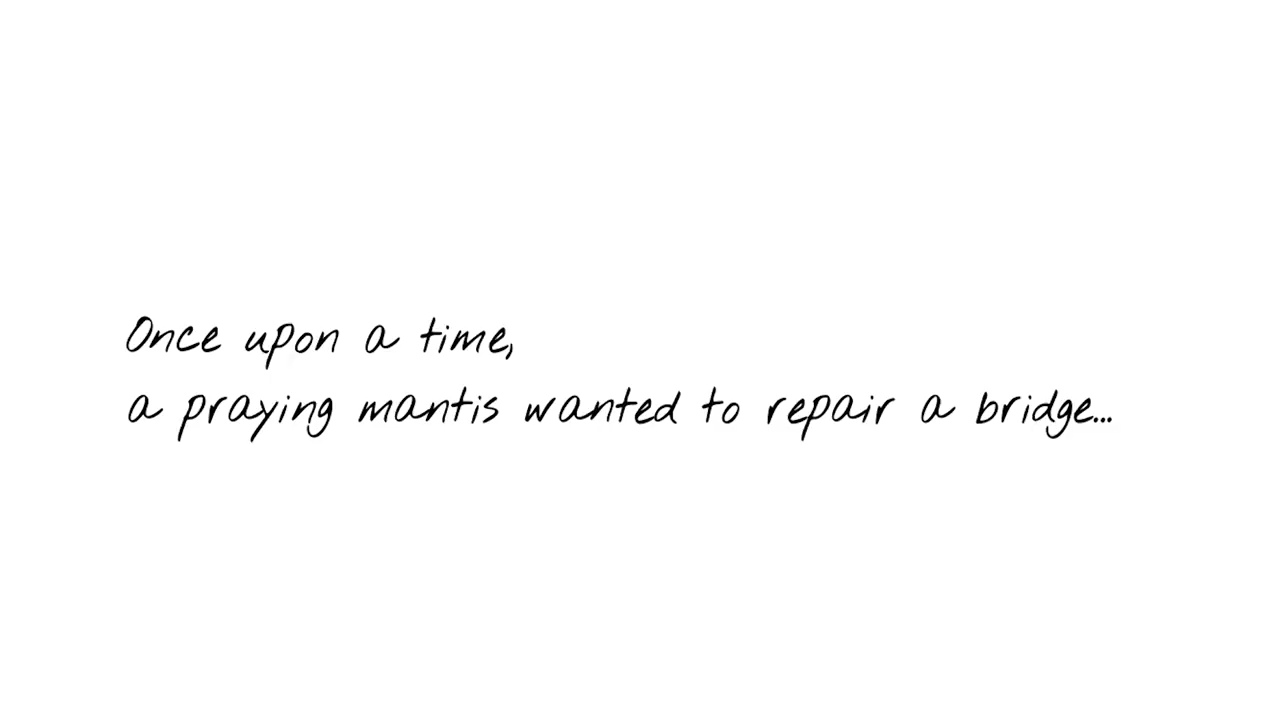 Once upon a time,
a praying mantis wanted to repair a bridge...